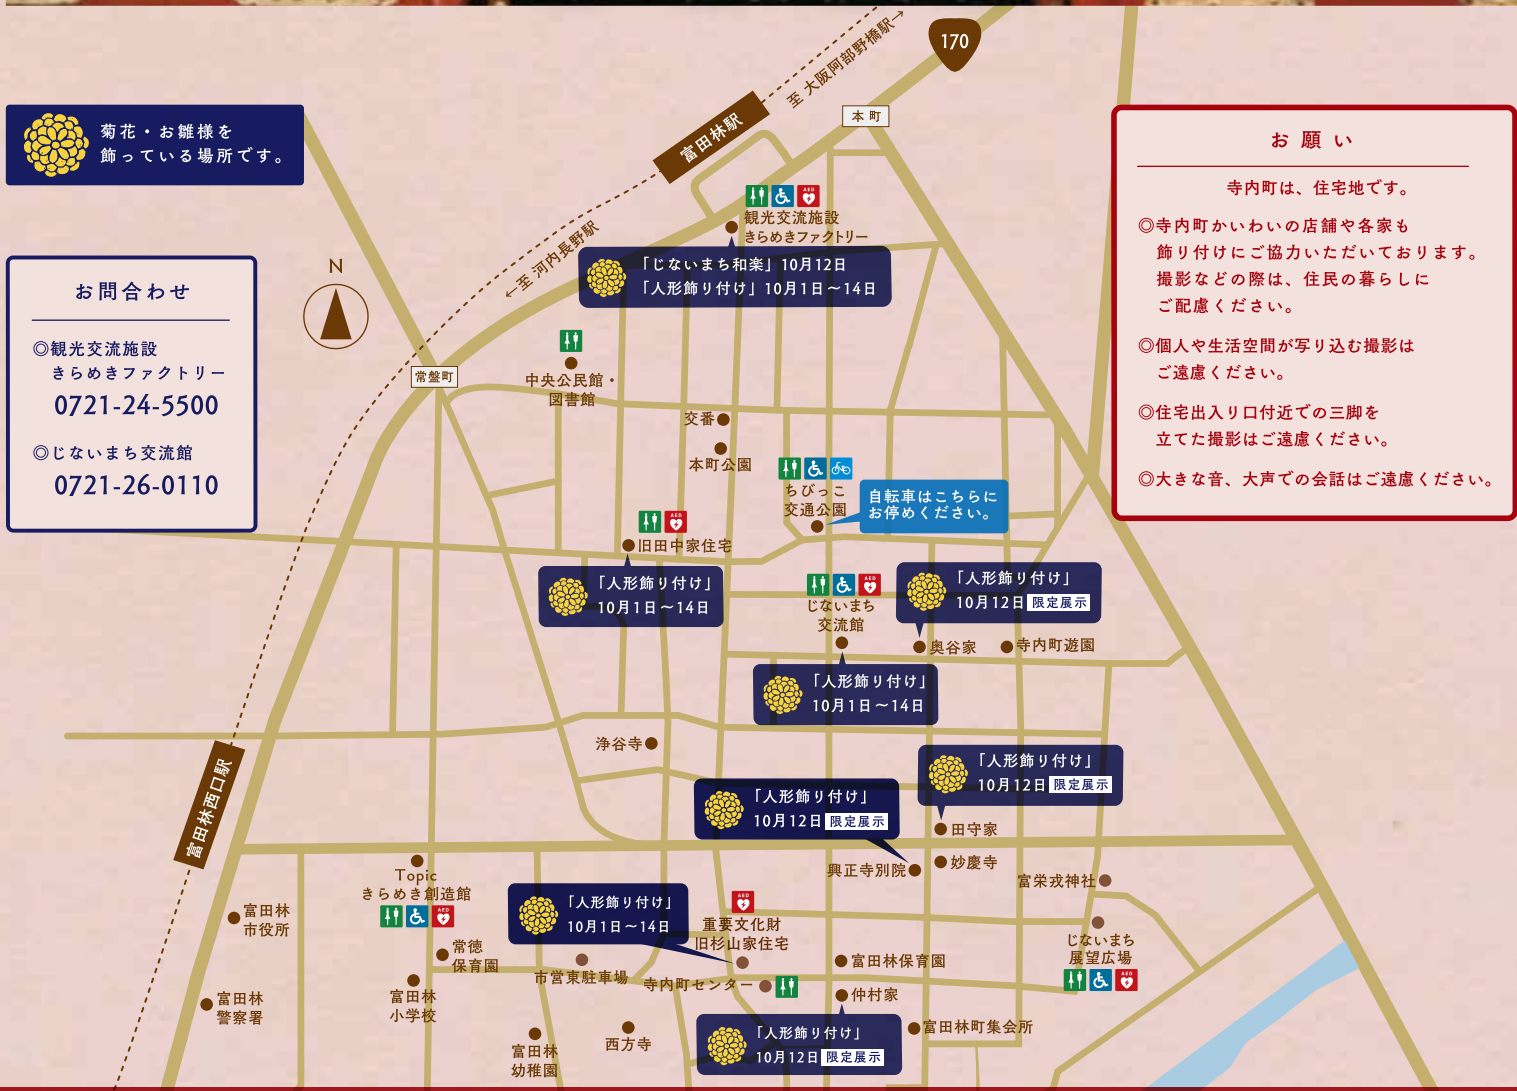 170
至 大阪阿部野橋駅→
本町
富田林駅
←至 河内長野駅
菊花・お雛様を
飾っている場所です。
お問合わせ
◎観光交流施設
きらめきファクトリー
0721-24-5500
◎じないまち交流館
0721-26-0110
N
常盤町
お願い
寺内町は、住宅地です。
◎寺内町かいわいの店舗や各家も
飾り付けにご協力いただいております。
撮影などの際は、住民の暮らしに
ご配慮ください。
◎個人や生活空間が写り込む撮影は
ご遠慮ください。
◎住宅出入り口付近での三脚を
立てた撮影はご遠慮ください。
◎大きな音、大声での会話はご遠慮ください。
AED
観光交流施設
きらめきファクトリー
「じないまち和楽」10月12日
「人形飾り付け」10月1日〜14日
中央公民館・
図書館
交番
本町公園
ちびっこ
交通公園
自転車はこちらに
お停めください。
AED
旧田中家住宅
「人形飾り付け」
10月1日〜14日
AED
じないまち
交流館
「人形飾り付け」
10月12日 限定展示
奥谷家
寺内町遊園
「人形飾り付け」
10月1日〜14日
浄谷寺
富田林西口駅
「人形飾り付け」
10月12日 限定展示
田守家
「人形飾り付け」
10月12日 限定展示
興正寺別院
妙慶寺
富栄戎神社
Topic
きらめき創造館
AED
富田林
市役所
常徳
保育園
富田林
小学校
富田林
警察署
「人形飾り付け」
10月1日〜14日
AED
重要文化財
旧杉山家住宅
市営東駐車場
寺内町センター
富田林保育園
じないまち
展望広場
AED
仲村家
富田林町集会所
「人形飾り付け」
10月12日 限定展示
西方寺
富田林
幼稚園